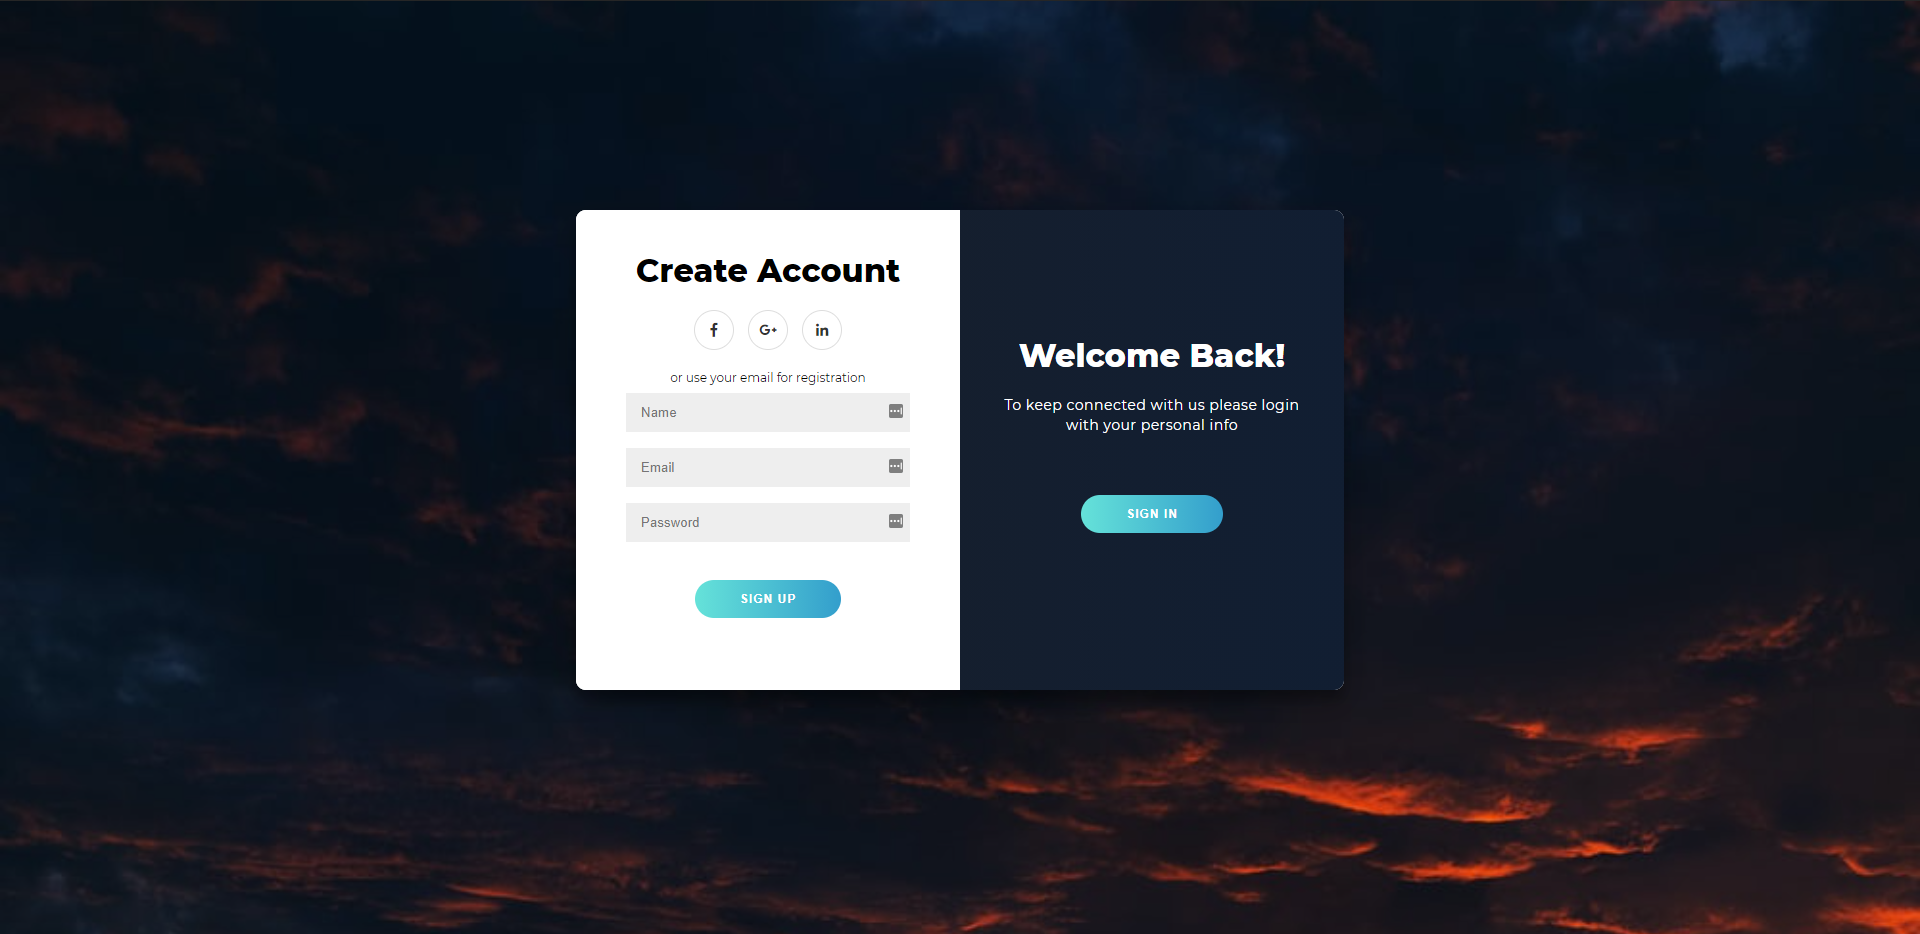 Create Account
f G+ in
or use your email for registration
Name
Email
Password
SIGN UP
Welcome Back!
To keep connected with us please login
with your personal info
SIGN IN